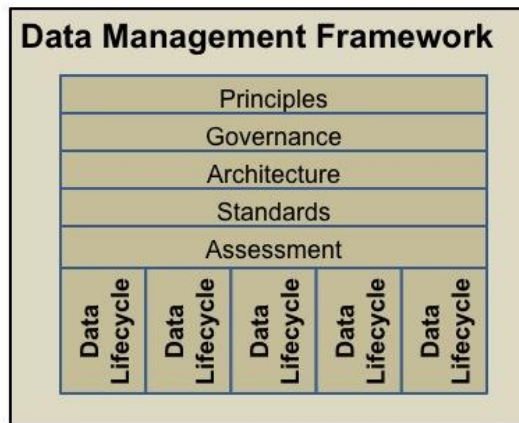 Data Management Framework
Principles
Governance
Architecture
Standards
Assessment
Data
Lifecycle
Data
Lifecycle
Data
Lifecycle
Data
Lifecycle
Data
Lifecycle